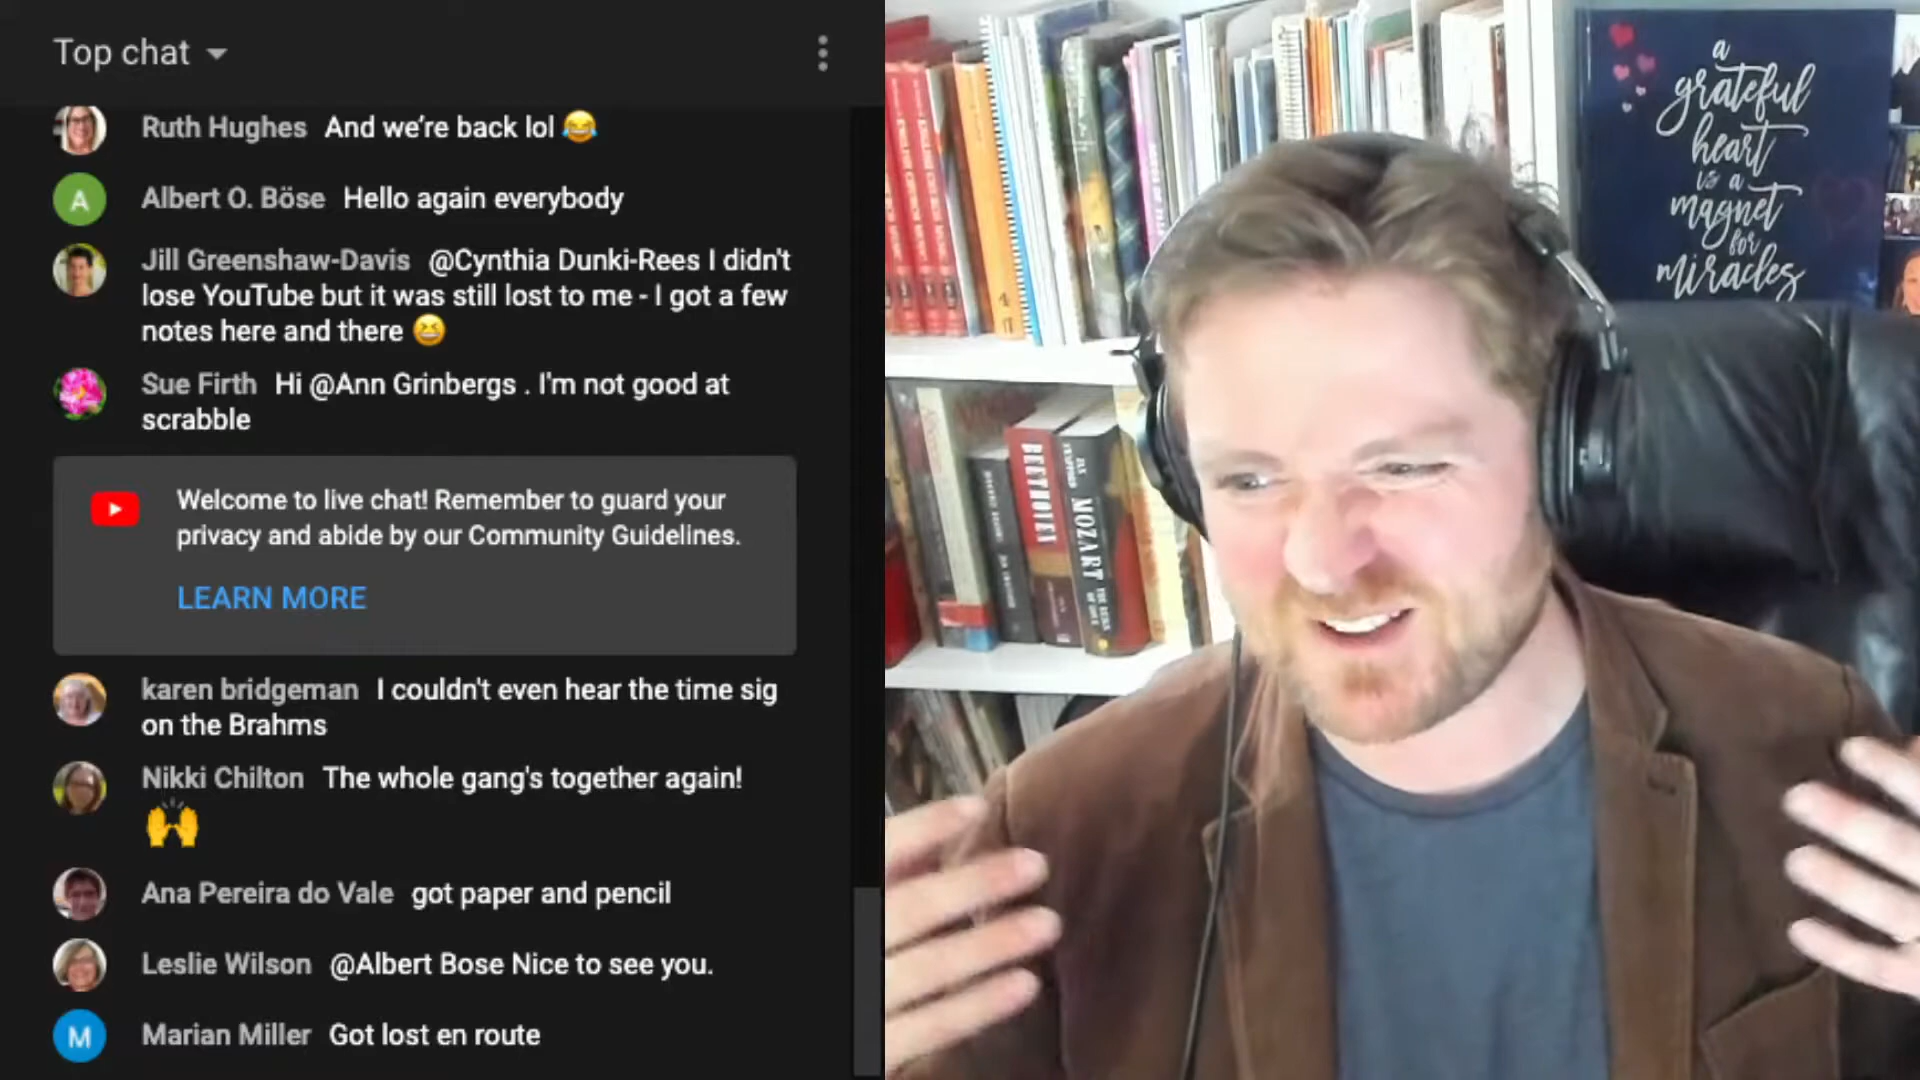 Top chat
Ruth Hughes And we're back lol 😂
A
Albert O. Böse Hello again everybody
Jill Greenshaw-Davis @Cynthia Dunki-Rees I didn't
lose YouTube but it was still lost to me - I got a few
notes here and there 😆
Sue Firth Hi @Ann Grinbergs . I'm not good at
scrabble
Welcome to live chat! Remember to guard your
privacy and abide by our Community Guidelines.
LEARN MORE
karen bridgeman I couldn't even hear the time sig
on the Brahms
Nikki Chilton The whole gang's together again!
🙌
Ana Pereira do Vale got paper and pencil
Leslie Wilson @Albert Bose Nice to see you.
M
Marian Miller Got lost en route
a
grateful
heart
is a
magnet
for
miracles
MOZART